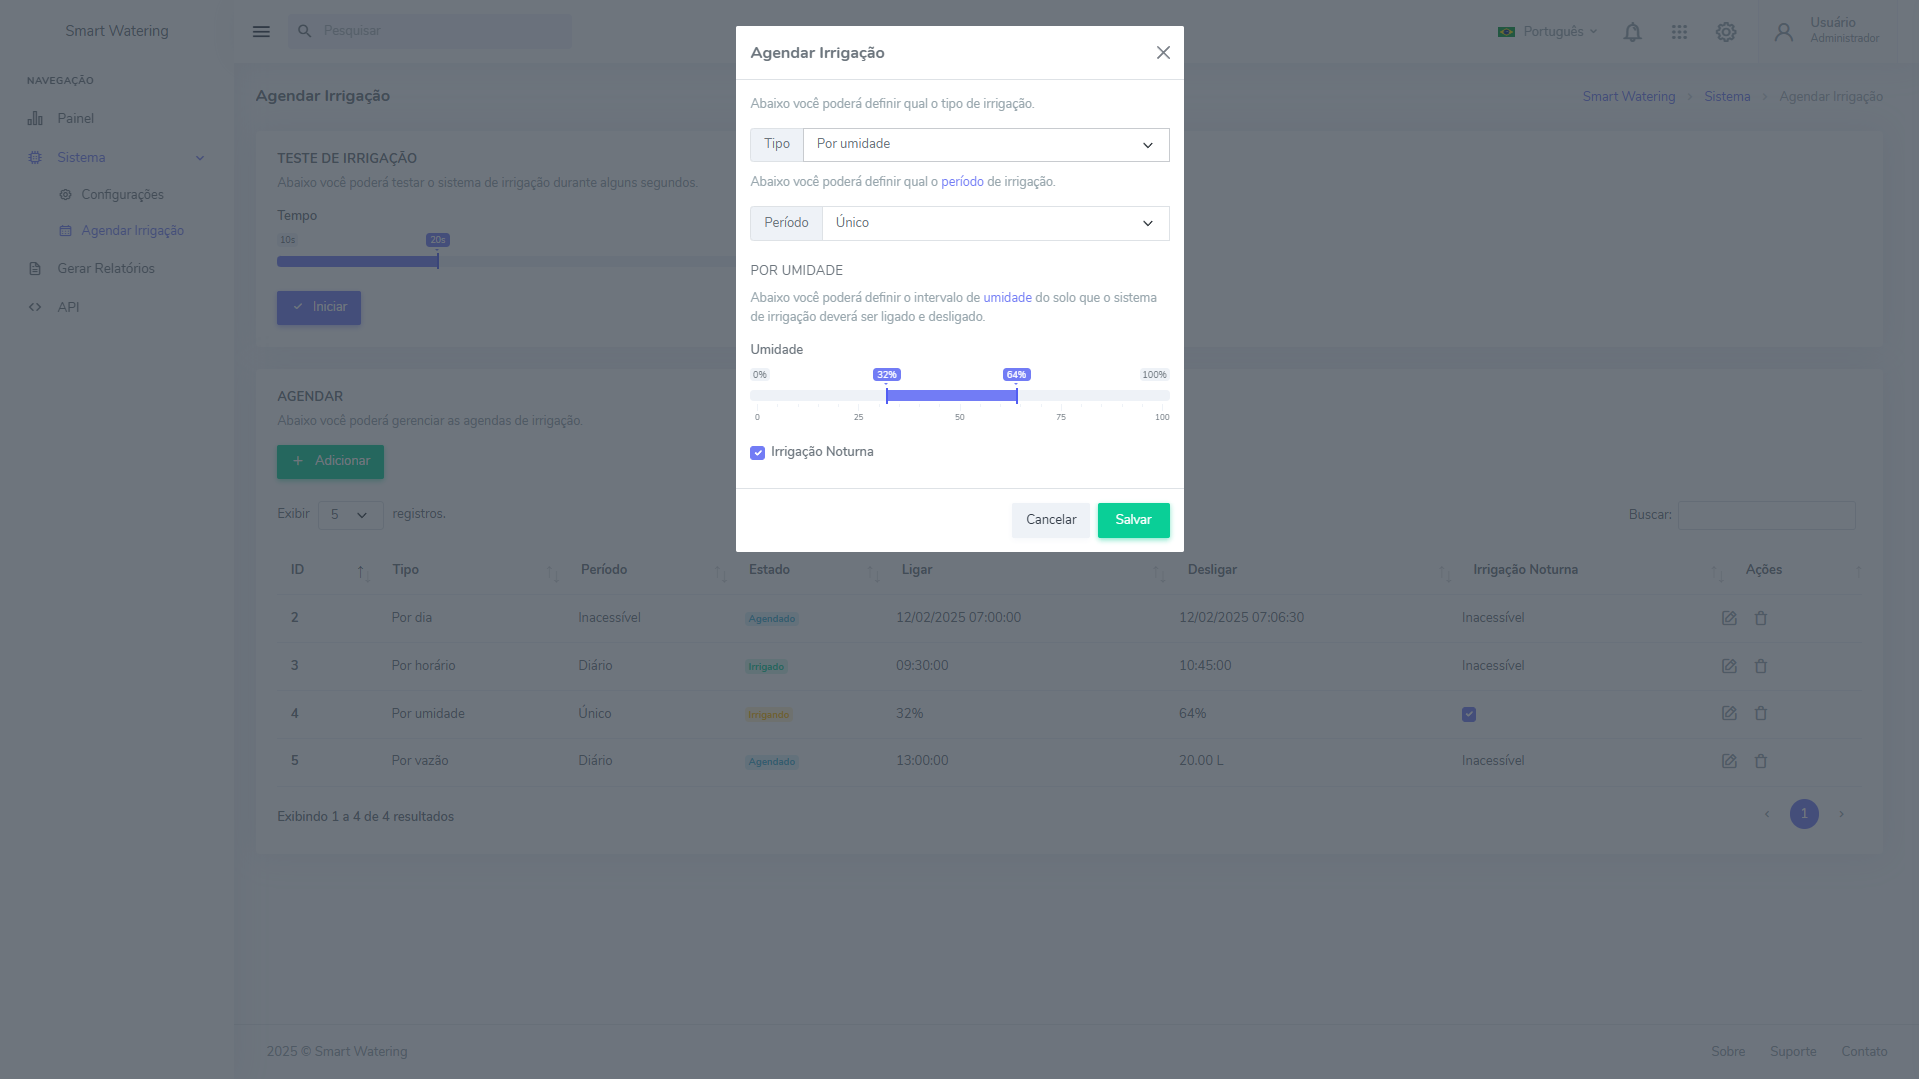 Smart Watering
Pesquisar
Português
Usuário
Administrador
NAVEGAÇÃO
Painel
Sistema
Configurações
Agendar Irrigação
Gerar Relatórios
API
Agendar Irrigação
Smart Watering > Sistema > Agendar Irrigação
TESTE DE IRRIGAÇÃO
Abaixo você poderá testar o sistema de irrigação durante alguns segundos.
Tempo
10s 20s
Iniciar
AGENDAR
Abaixo você poderá gerenciar as agendas de irrigação.
Adicionar
Exibir 5 registros.
Buscar:
ID Tipo Período Estado Ligar Desligar Irrigação Noturna Ações
2 Por dia Inacessível Agendado 12/02/2025 07:00:00 12/02/2025 07:06:30 Inacessível
3 Por horário Diário Irrigado 09:30:00 10:45:00 Inacessível
4 Por umidade Único Irrigando 32% 64%
5 Por vazão Diário Agendado 13:00:00 20.00 L Inacessível
Exibindo 1 a 4 de 4 resultados
1
Agendar Irrigação
Abaixo você poderá definir qual o tipo de irrigação.
Tipo Por umidade
Abaixo você poderá definir qual o período de irrigação.
Período Único
POR UMIDADE
Abaixo você poderá definir o intervalo de umidade do solo que o sistema
de irrigação deverá ser ligado e desligado.
Umidade
0% 32% 64% 100%
0 25 50 75 100
Irrigação Noturna
Cancelar Salvar
2025 © Smart Watering
Sobre Suporte Contato